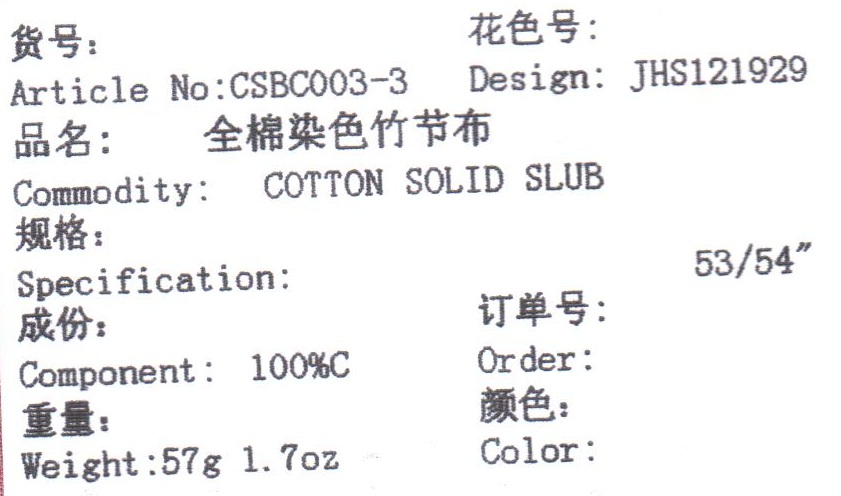 货号: 花色号:
Article No:CSBC003-3 Design: JHS121929
品名: 全棉染色竹节布
Commodity: COTTON SOLID SLUB
规格:
Specification: 53/54"
成份: 订单号:
Component: 100%C Order:
重量: 颜色:
Weight:57g 1.7oz Color: